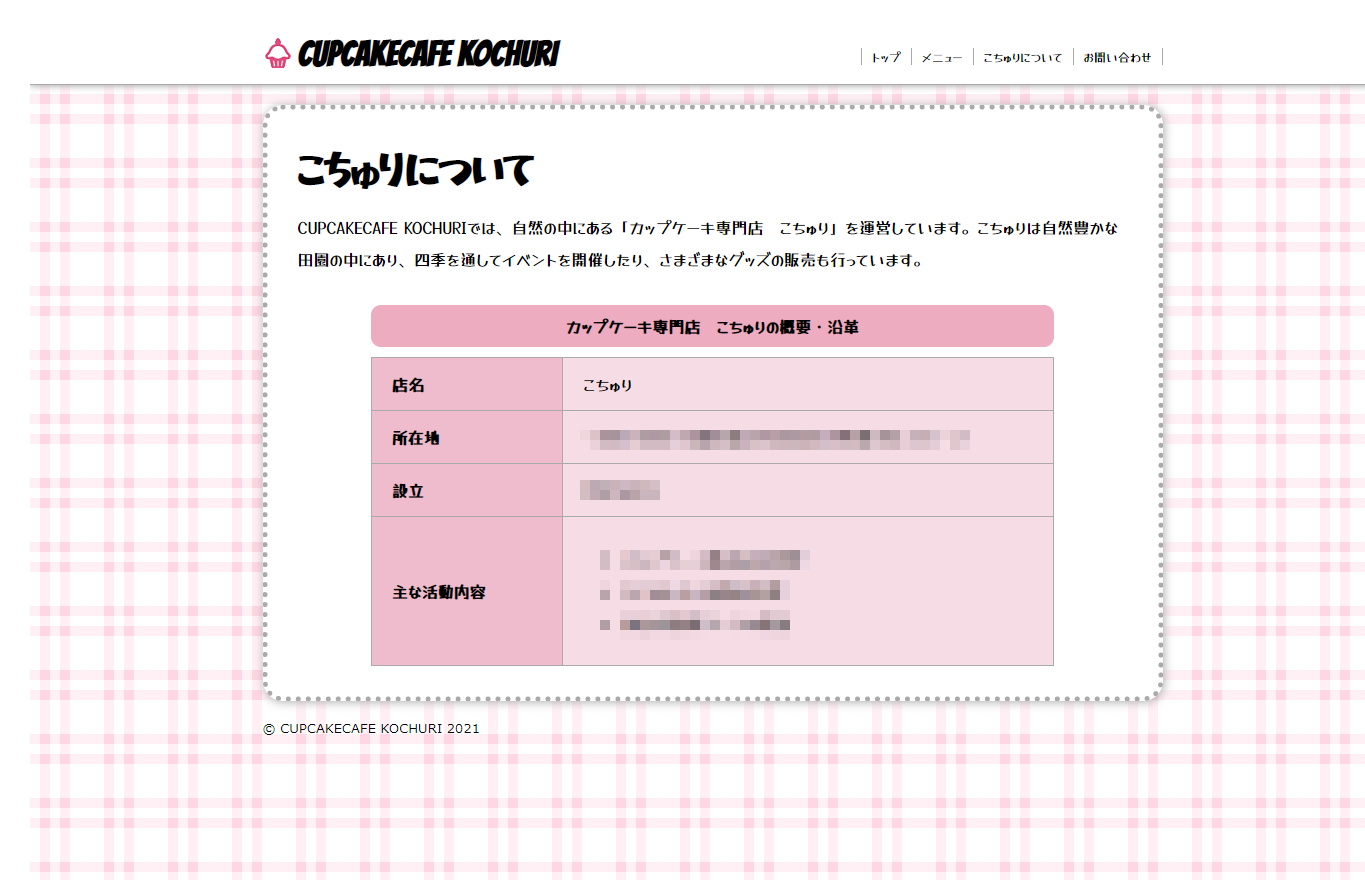 CUPCAKECAFE KOCHURI
トップ
メニュー
こちゅりについて
お問い合わせ
こちゅりについて
CUPCAKECAFE KOCHURIでは、自然の中にある「カップケーキ専門店　こちゅり」を運営しています。こちゅりは自然豊かな
田園の中にあり、四季を通してイベントを開催したり、さまざまなグッズの販売も行っています。
カップケーキ専門店　こちゅりの概要・沿革
店名
こちゅり
所在地
設立
主な活動内容
© CUPCAKECAFE KOCHURI 2021